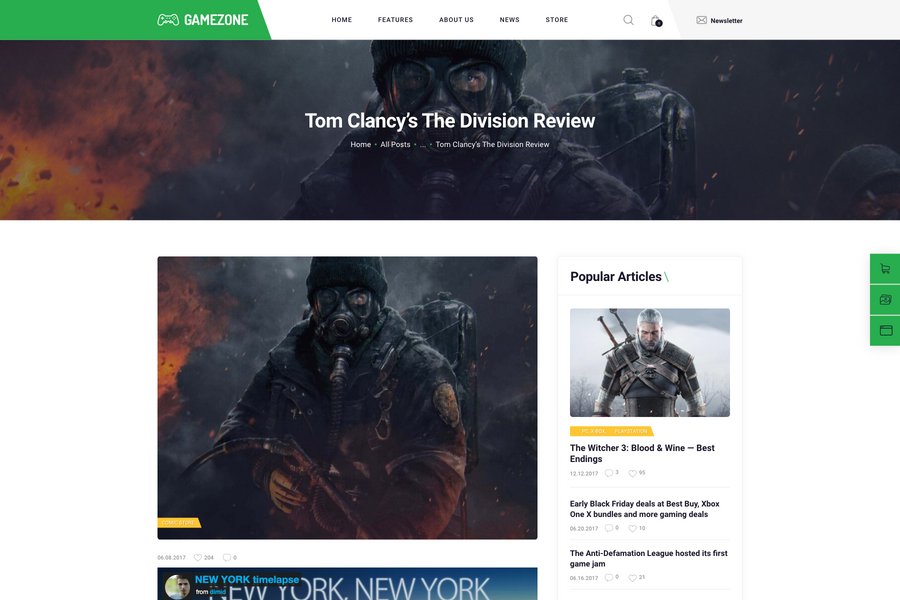 GAMEZONE
HOME
FEATURES
ABOUT US
NEWS
STORE
0
Newsletter
Tom Clancy's The Division Review
Home • All Posts • ... • Tom Clancy's The Division Review
COMIC STORE
06.08.2017 204 0
NEW YORK timelapse
from dimid
NEW YORK, NEW YORK
Popular Articles \
PC, X-BOX PLAYSTATION
The Witcher 3: Blood & Wine — Best
Endings
12.12.2017 3 95
Early Black Friday deals at Best Buy, Xbox
One X bundles and more gaming deals
06.20.2017 0 10
The Anti-Defamation League hosted its first
game jam
06.16.2017 0 21